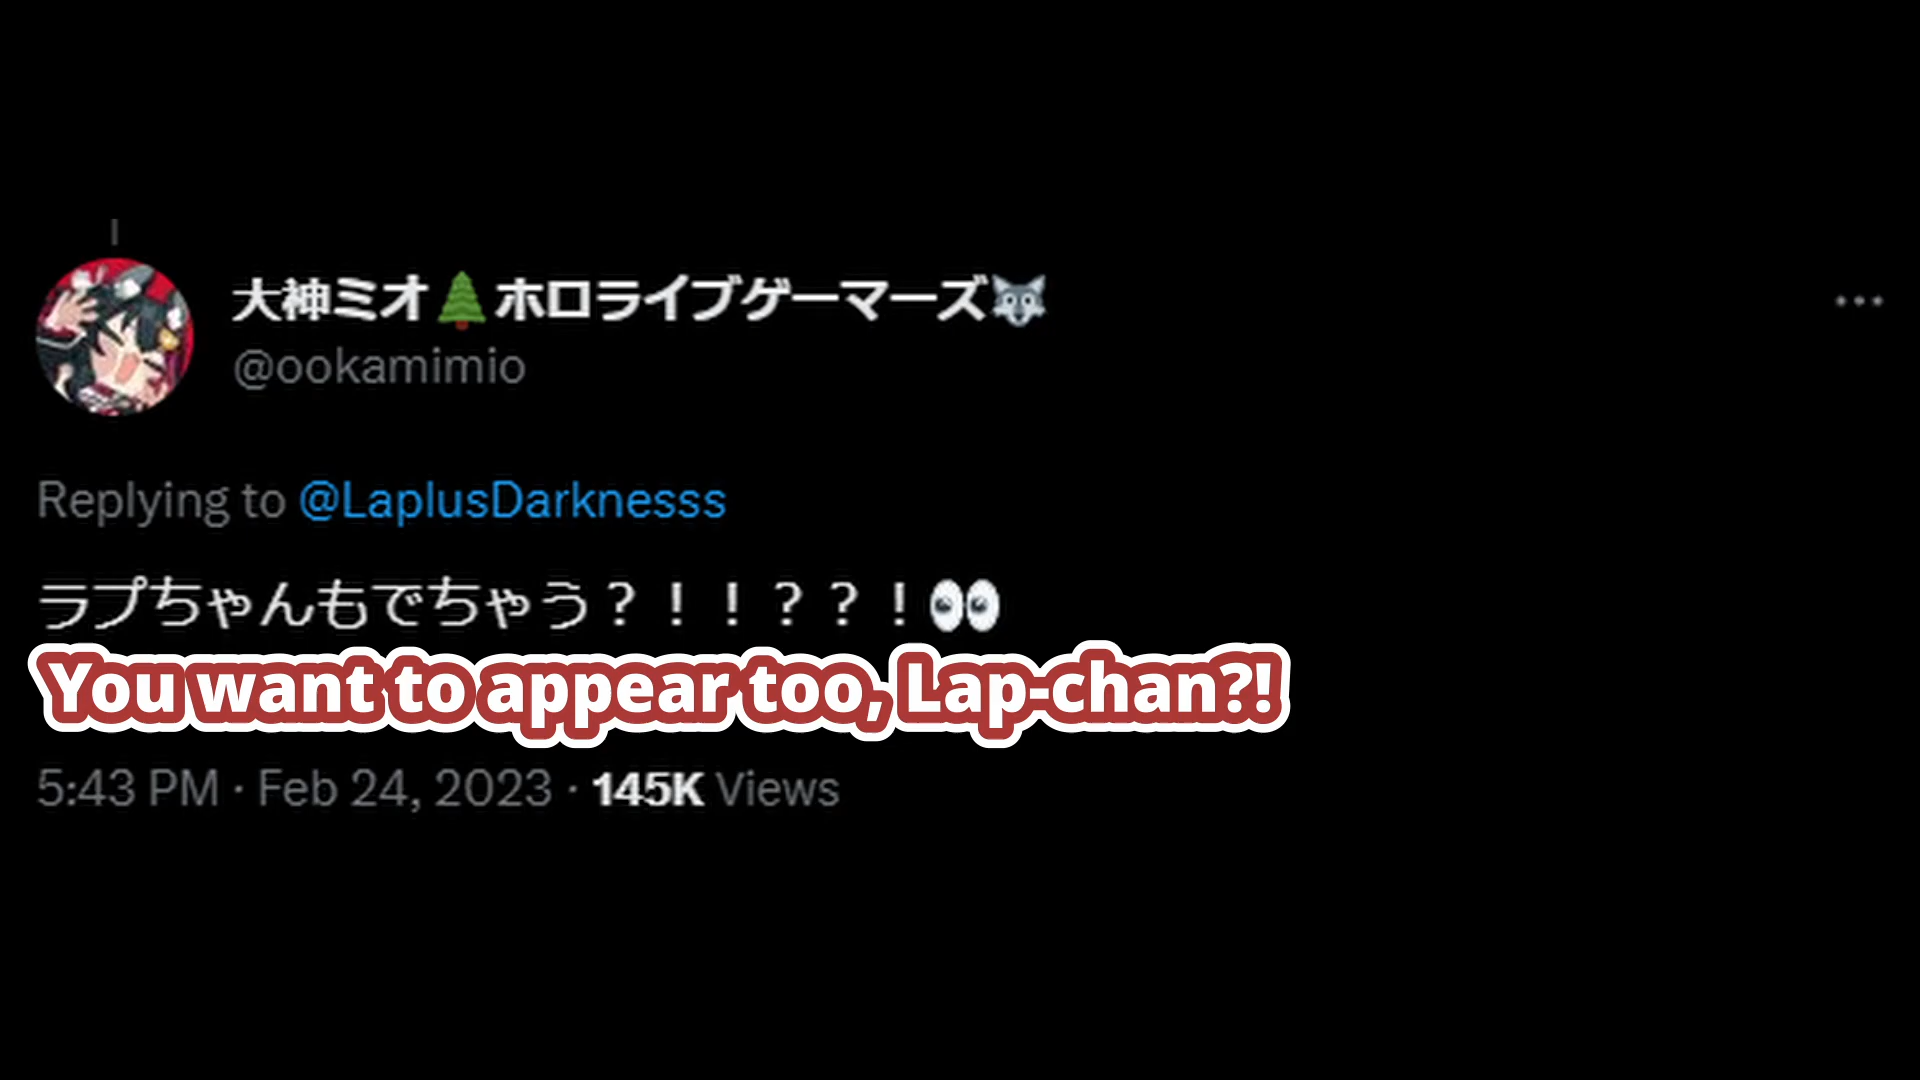 大神ミオ🌲ホロライブゲーマーズ🐺
@ookamimio
Replying to @LaplusDarknesss
ラプちゃんもでちゃう？！！？？！👀
You want to appear too, Lap-chan?!
5:43 PM · Feb 24, 2023 · 145K Views